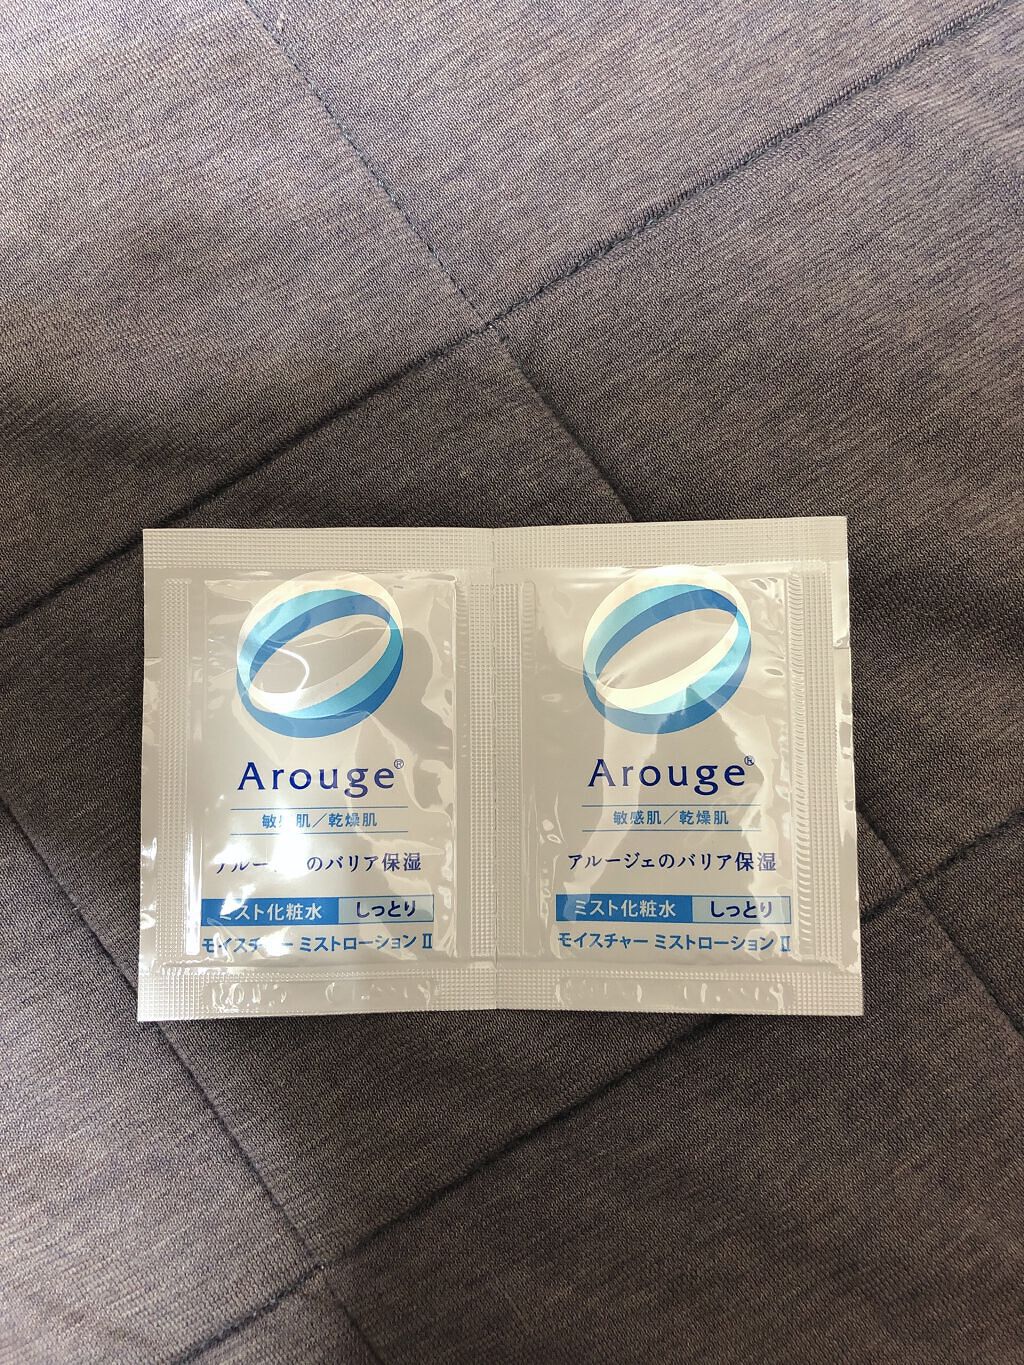 Arouge®
敏感肌／乾燥肌
アルージェのバリア保湿
ミスト化粧水 しっとり
モイスチャー ミストローション Ⅱ
Arouge®
敏感肌／乾燥肌
アルージェのバリア保湿
ミスト化粧水 しっとり
モイスチャー ミストローション Ⅱ